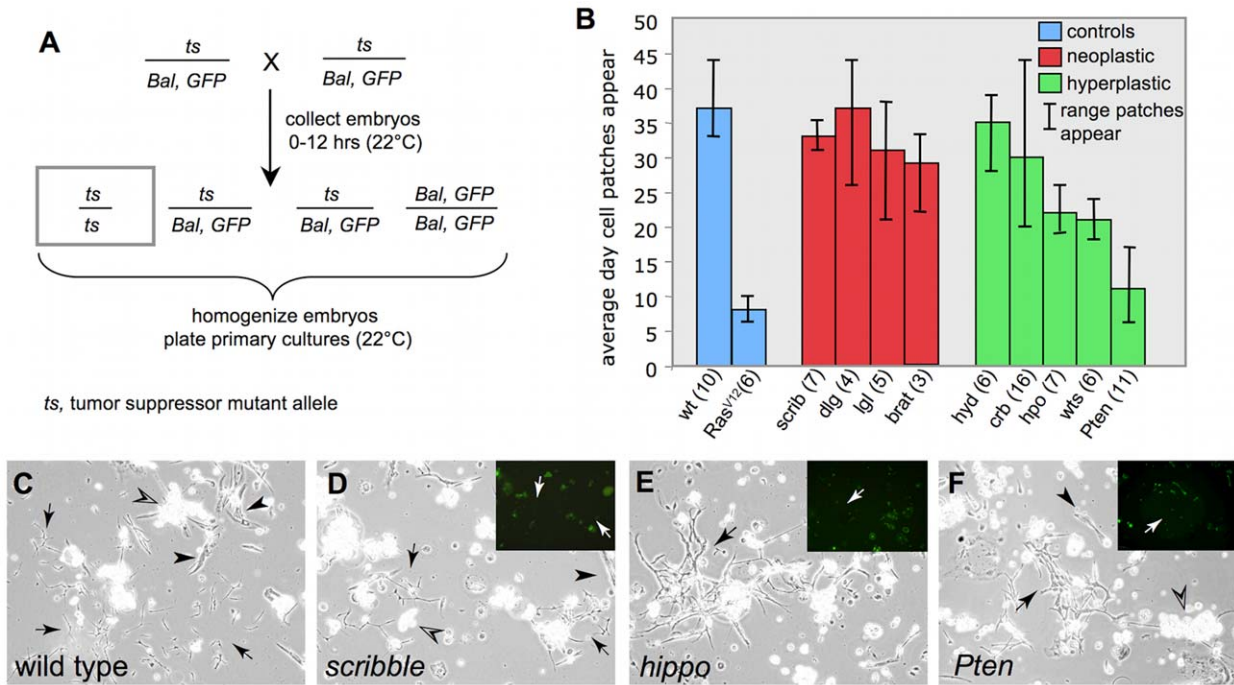 A
ts
Bal, GFP
X
ts
Bal, GFP
collect embryos
0-12 hrs (22°C)
ts
ts
ts
Bal, GFP
ts
Bal, GFP
Bal, GFP
Bal, GFP
homogenize embryos
plate primary cultures (22°C)
ts, tumor suppressor mutant allele
B
average day cell patches appear
50
45
40
35
30
25
20
15
10
5
0
controls
neoplastic
hyperplastic
range patches
appear
wt (10)
Ras^V12(6)
scrib (7)
dlg (4)
lgl (5)
brat (3)
hyd (6)
crb (16)
hpo (7)
wts (6)
Pten (11)
C
wild type
D
scribble
E
hippo
F
Pten